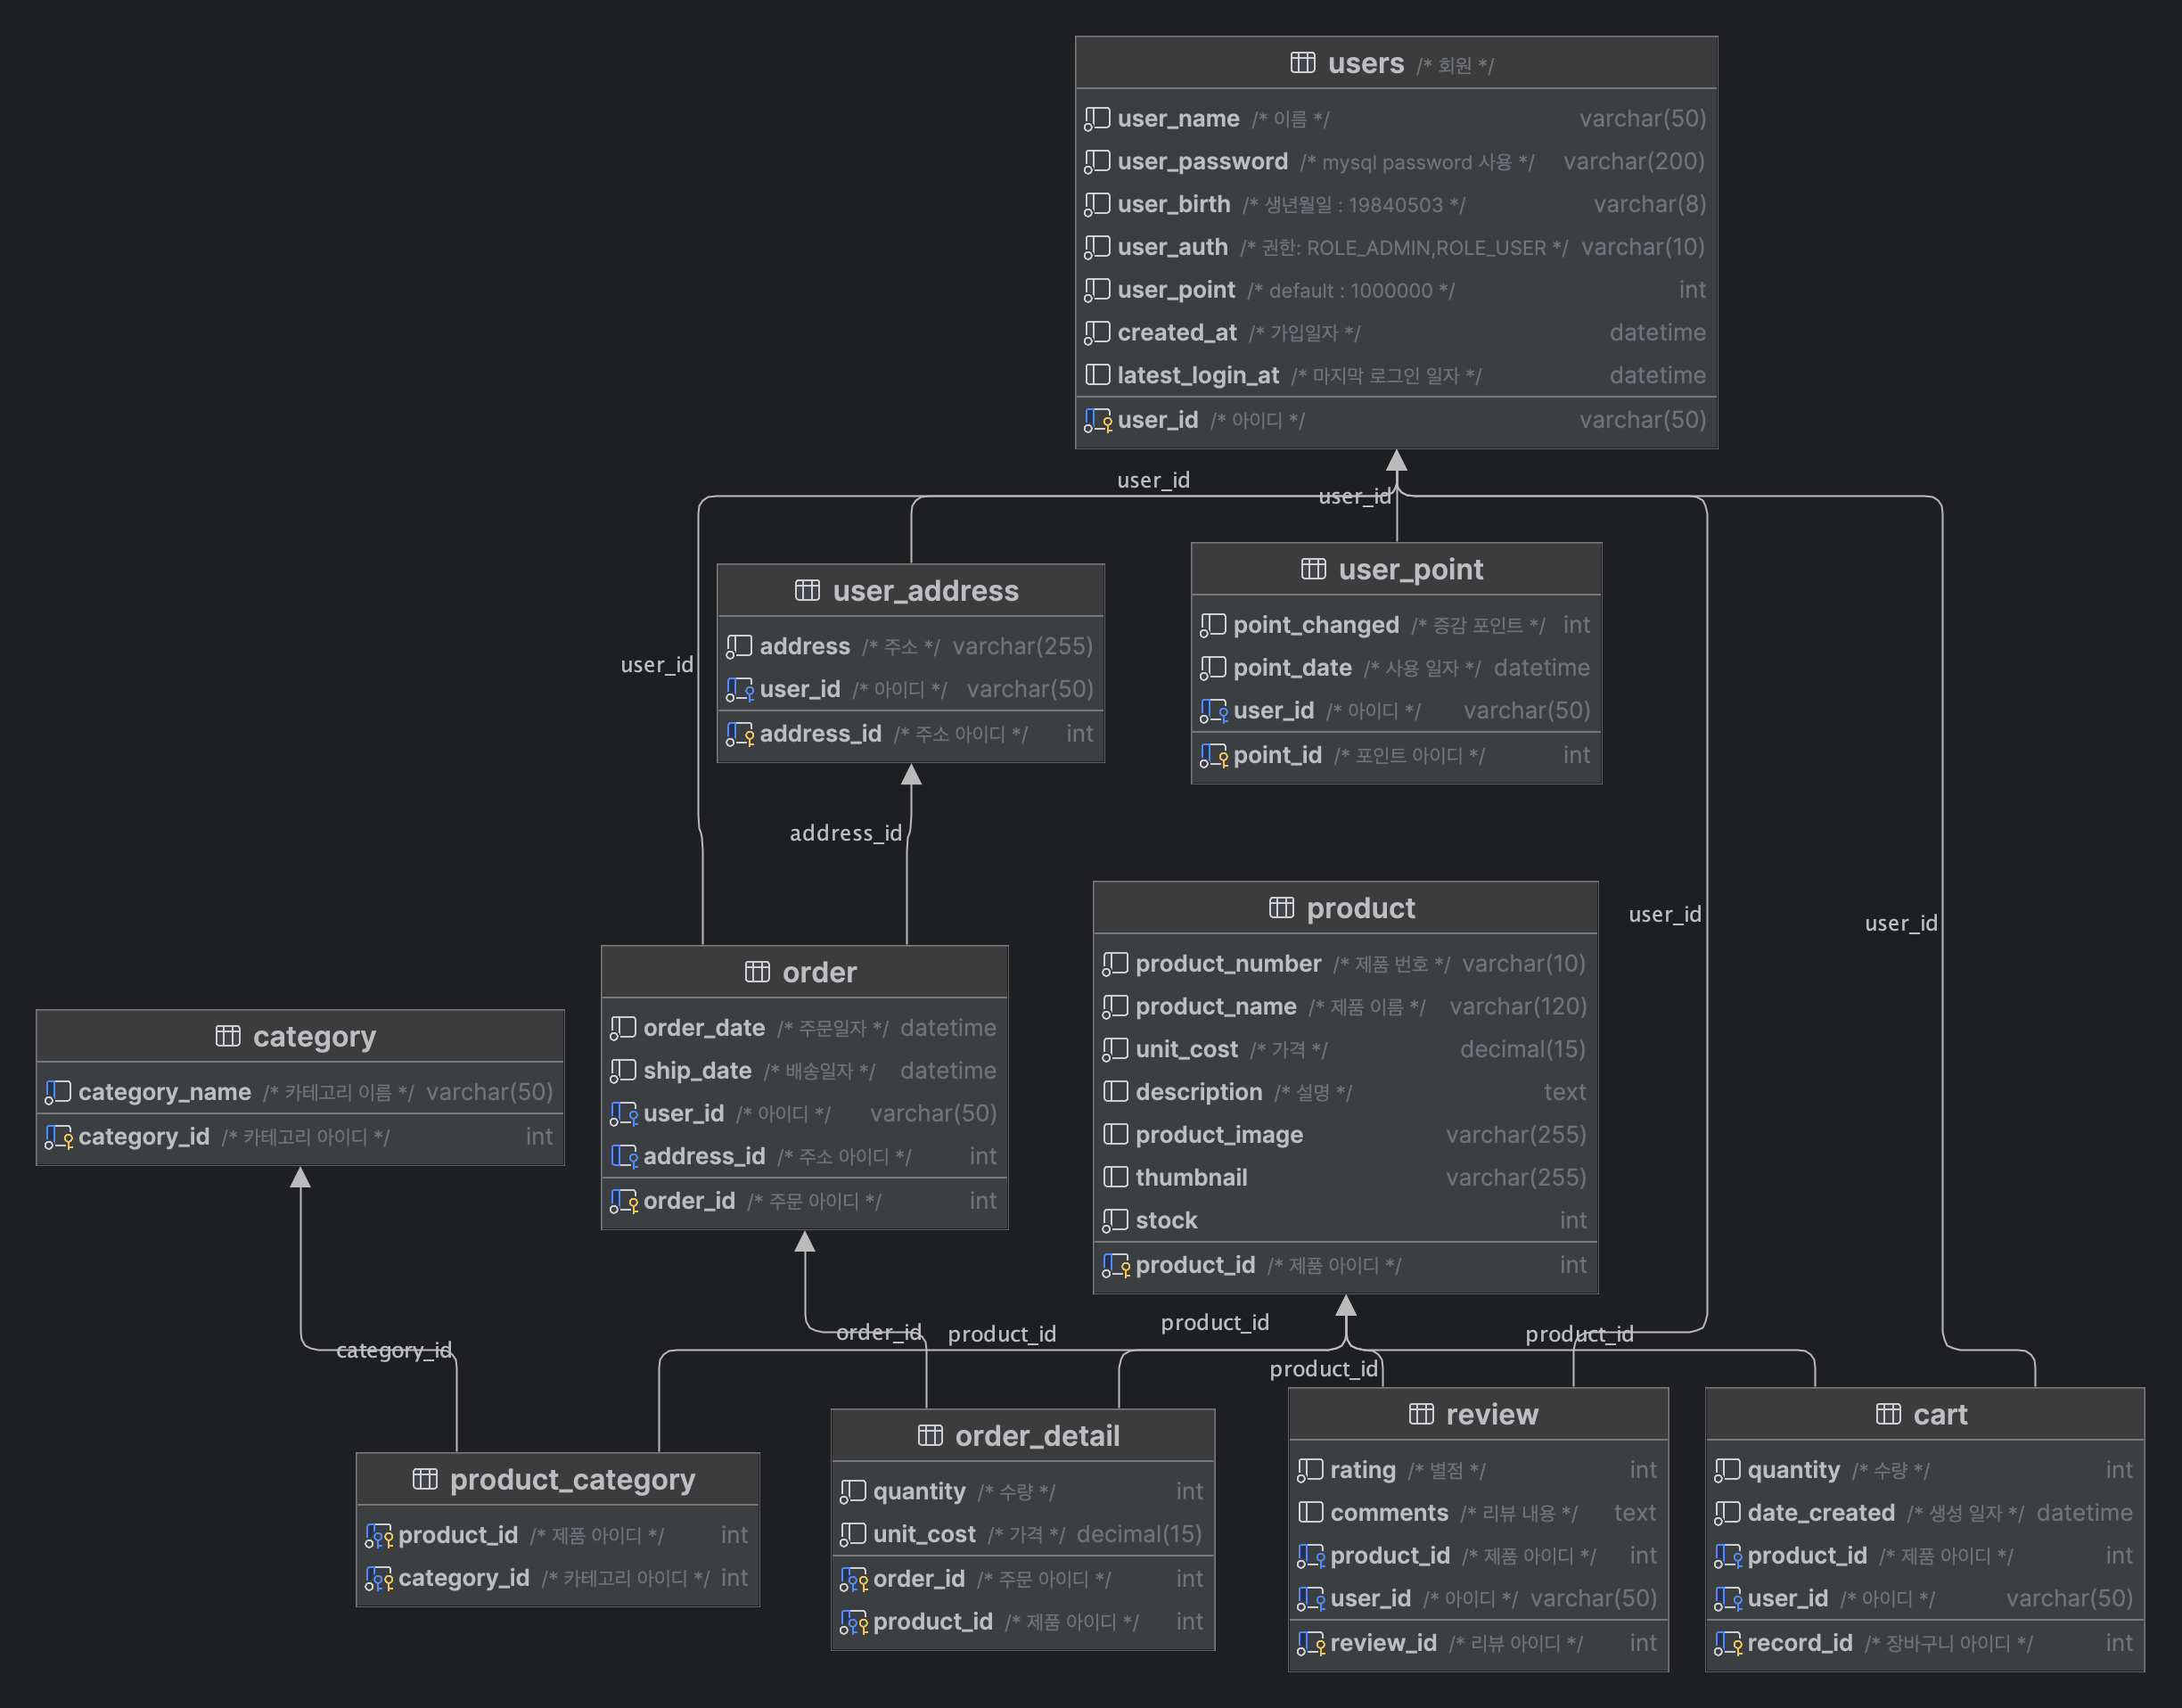 users /* 회원 */
user_name /* 이름 */ varchar(50)
user_password /* mysql password 사용 */ varchar(200)
user_birth /* 생년월일 : 19840503 */ varchar(8)
user_auth /* 권한: ROLE_ADMIN,ROLE_USER */ varchar(10)
user_point /* default : 1000000 */ int
created_at /* 가입일자 */ datetime
latest_login_at /* 마지막 로그인 일자 */ datetime
user_id /* 아이디 */ varchar(50)
user_id
user_id
user_id
user_id
user_id
user_address
address /* 주소 */ varchar(255)
user_id /* 아이디 */ varchar(50)
address_id /* 주소 아이디 */ int
user_point
point_changed /* 증감 포인트 */ int
point_date /* 사용 일자 */ datetime
user_id /* 아이디 */ varchar(50)
point_id /* 포인트 아이디 */ int
address_id
category
category_name /* 카테고리 이름 */ varchar(50)
category_id /* 카테고리 아이디 */ int
order
order_date /* 주문일자 */ datetime
ship_date /* 배송일자 */ datetime
user_id /* 아이디 */ varchar(50)
address_id /* 주소 아이디 */ int
order_id /* 주문 아이디 */ int
product
product_number /* 제품 번호 */ varchar(10)
product_name /* 제품 이름 */ varchar(120)
unit_cost /* 가격 */ decimal(15)
description /* 설명 */ text
product_image varchar(255)
thumbnail varchar(255)
stock int
product_id /* 제품 아이디 */ int
category_id
order_id
product_id
product_id
product_id
product_id
product_category
product_id /* 제품 아이디 */ int
category_id /* 카테고리 아이디 */ int
order_detail
quantity /* 수량 */ int
unit_cost /* 가격 */ decimal(15)
order_id /* 주문 아이디 */ int
product_id /* 제품 아이디 */ int
review
rating /* 별점 */ int
comments /* 리뷰 내용 */ text
product_id /* 제품 아이디 */ int
user_id /* 아이디 */ varchar(50)
review_id /* 리뷰 아이디 */ int
cart
quantity /* 수량 */ int
date_created /* 생성 일자 */ datetime
product_id /* 제품 아이디 */ int
user_id /* 아이디 */ varchar(50)
record_id /* 장바구니 아이디 */ int